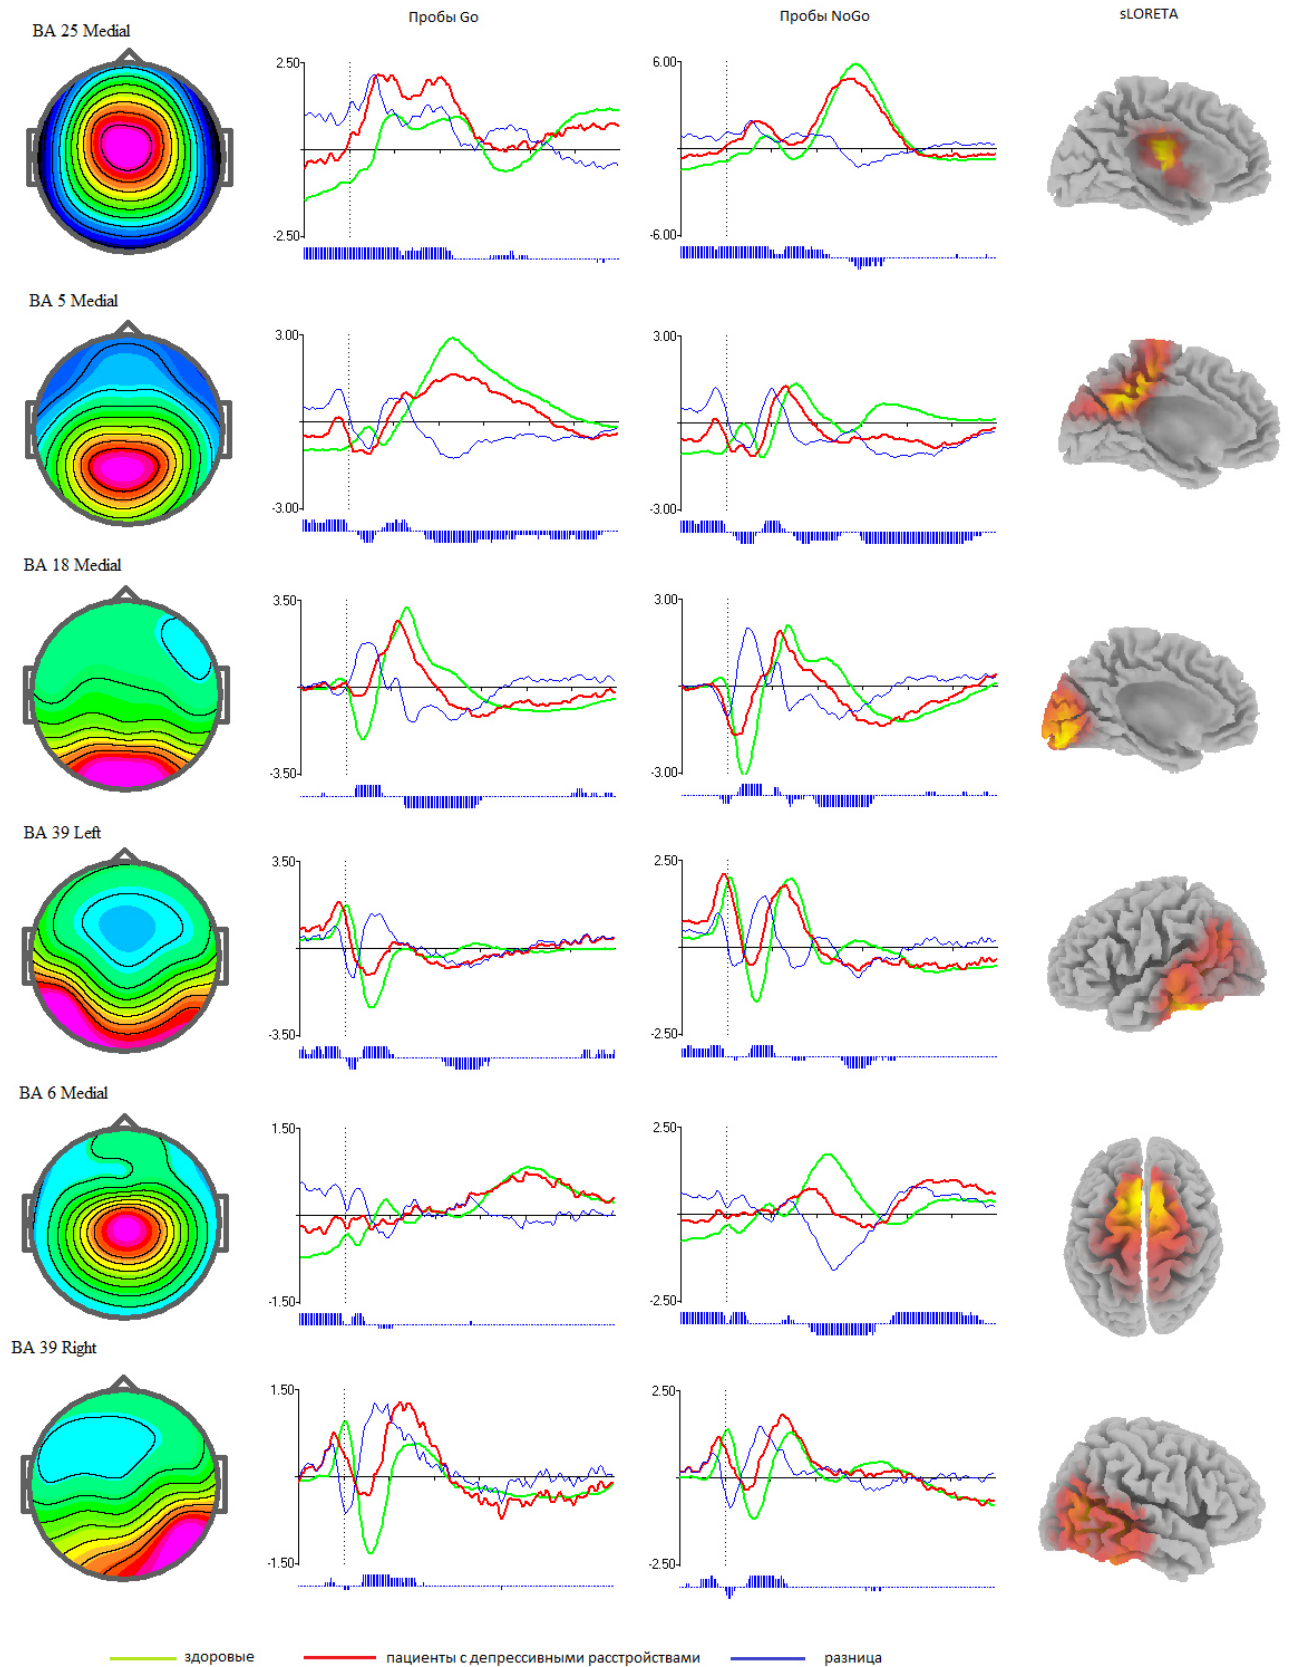 Пробы Go
Пробы NoGo
sLORETA
BA 25 Medial
2.50
-2.50
6.00
-6.00
BA 5 Medial
3.00
-3.00
3.00
-3.00
BA 18 Medial
3.50
-3.50
3.00
-3.00
BA 39 Left
3.50
-3.50
2.50
-2.50
BA 6 Medial
1.50
-1.50
2.50
-2.50
BA 39 Right
1.50
-1.50
2.50
-2.50
здоровые
пациенты с депрессивными расстройствами
разница